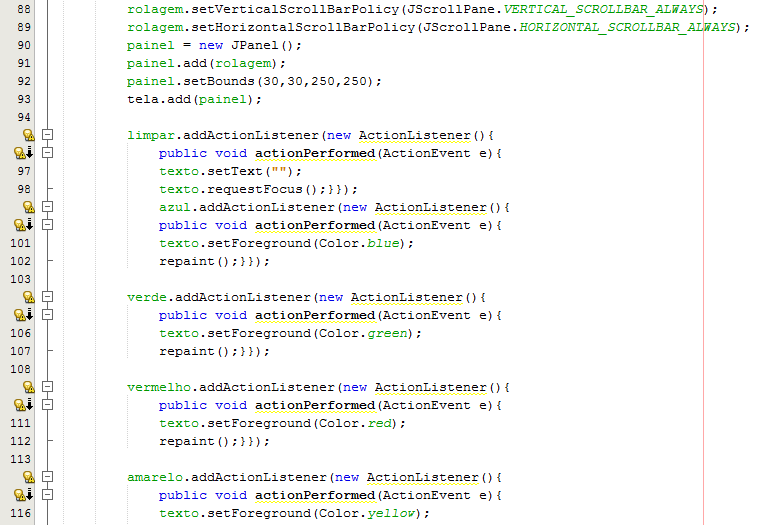 88 rolagem.setVerticalScrollBarPolicy(JScrollPane.VERTICAL_SCROLLBAR_ALWAYS);
89 rolagem.setHorizontalScrollBarPolicy(JScrollPane.HORIZONTAL_SCROLLBAR_ALWAYS);
90 painel = new JPanel();
91 painel.add(rolagem);
92 painel.setBounds(30,30,250,250);
93 tela.add(painel);
94
limpar.addActionListener(new ActionListener(){
public void actionPerformed(ActionEvent e){
97 texto.setText("");
98 texto.requestFocus();}});
azul.addActionListener(new ActionListener(){
public void actionPerformed(ActionEvent e){
101 texto.setForeground(Color.blue);
102 repaint();}});
103
verde.addActionListener(new ActionListener(){
public void actionPerformed(ActionEvent e){
106 texto.setForeground(Color.green);
107 repaint();}});
108
vermelho.addActionListener(new ActionListener(){
public void actionPerformed(ActionEvent e){
111 texto.setForeground(Color.red);
112 repaint();}});
113
amarelo.addActionListener(new ActionListener(){
public void actionPerformed(ActionEvent e){
116 texto.setForeground(Color.yellow);